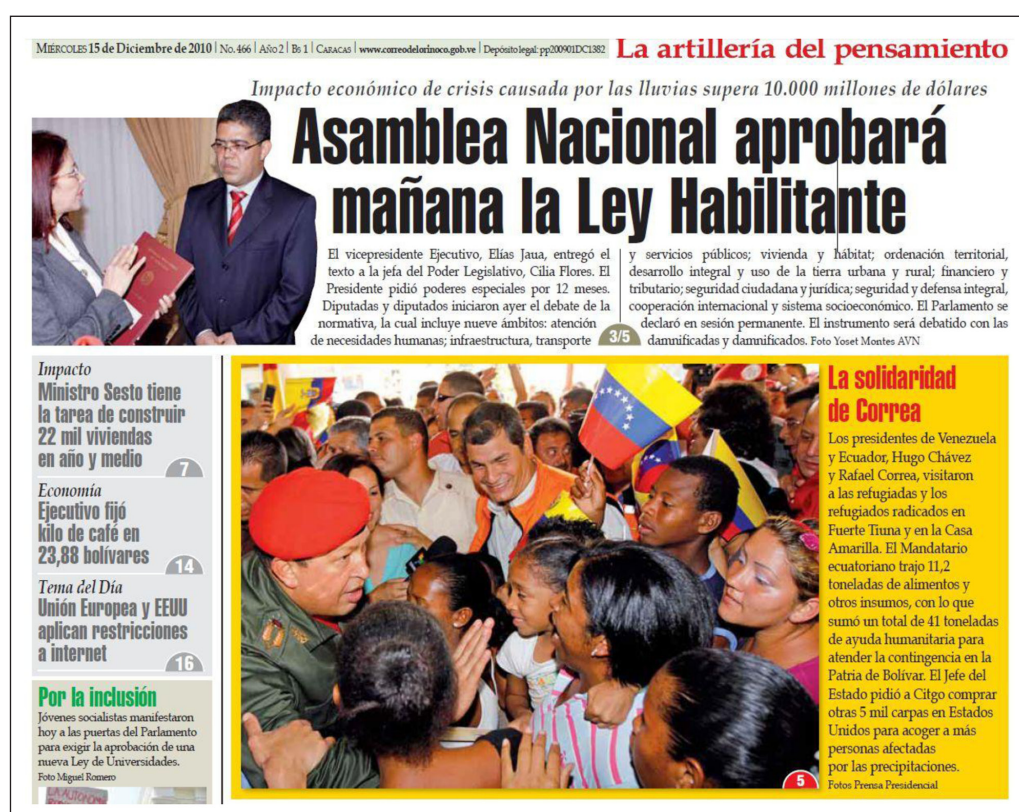 MIÉRCOLES 15 de Diciembre de 2010 | No. 466 | AÑO 2 | Bs 1 | CARACAS | www.correodelorinoco.gob.ve | Depósito legal: pp200901DC1382
La artillería del pensamiento
Impacto económico de crisis causada por las lluvias supera 10.000 millones de dólares
Asamblea Nacional aprobará
mañana la Ley Habilitante
El vicepresidente Ejecutivo, Elías Jaua, entregó el
texto a la jefa del Poder Legislativo, Cilia Flores. El
Presidente pidió poderes especiales por 12 meses.
Diputadas y diputados iniciaron ayer el debate de la
normativa, la cual incluye nueve ámbitos: atención
de necesidades humanas; infraestructura, transporte
y servicios públicos; vivienda y hábitat; ordenación territorial,
desarrollo integral y uso de la tierra urbana y rural; financiero y
tributario; seguridad ciudadana y jurídica; seguridad y defensa integral,
cooperación internacional y sistema socioeconómico. El Parlamento se
declaró en sesión permanente. El instrumento será debatido con las
damnificadas y damnificados. Foto Yoset Montes AVN
3/5
Impacto
Ministro Sesto tiene
la tarea de construir
22 mil viviendas
en año y medio
7
Economía
Ejecutivo fijó
kilo de café en
23,88 bolívares
14
Tema del Día
Unión Europea y EEUU
aplican restricciones
a internet
16
Por la inclusión
Jóvenes socialistas manifestaron
hoy a las puertas del Parlamento
para exigir la aprobación de una
nueva Ley de Universidades.
Foto Miguel Romero
LA AUTONOMÍA
La solidaridad
de Correa
Los presidentes de Venezuela
y Ecuador, Hugo Chávez
y Rafael Correa, visitaron
a las refugiadas y los
refugiados radicados en
Fuerte Tiuna y en la Casa
Amarilla. El Mandatario
ecuatoriano trajo 11,2
toneladas de alimentos y
otros insumos, con lo que
sumó un total de 41 toneladas
de ayuda humanitaria para
atender la contingencia en la
Patria de Bolívar. El Jefe del
Estado pidió a Citgo comprar
otras 5 mil carpas en Estados
Unidos para acoger a más
personas afectadas
por las precipitaciones.
Fotos Prensa Presidencial
5